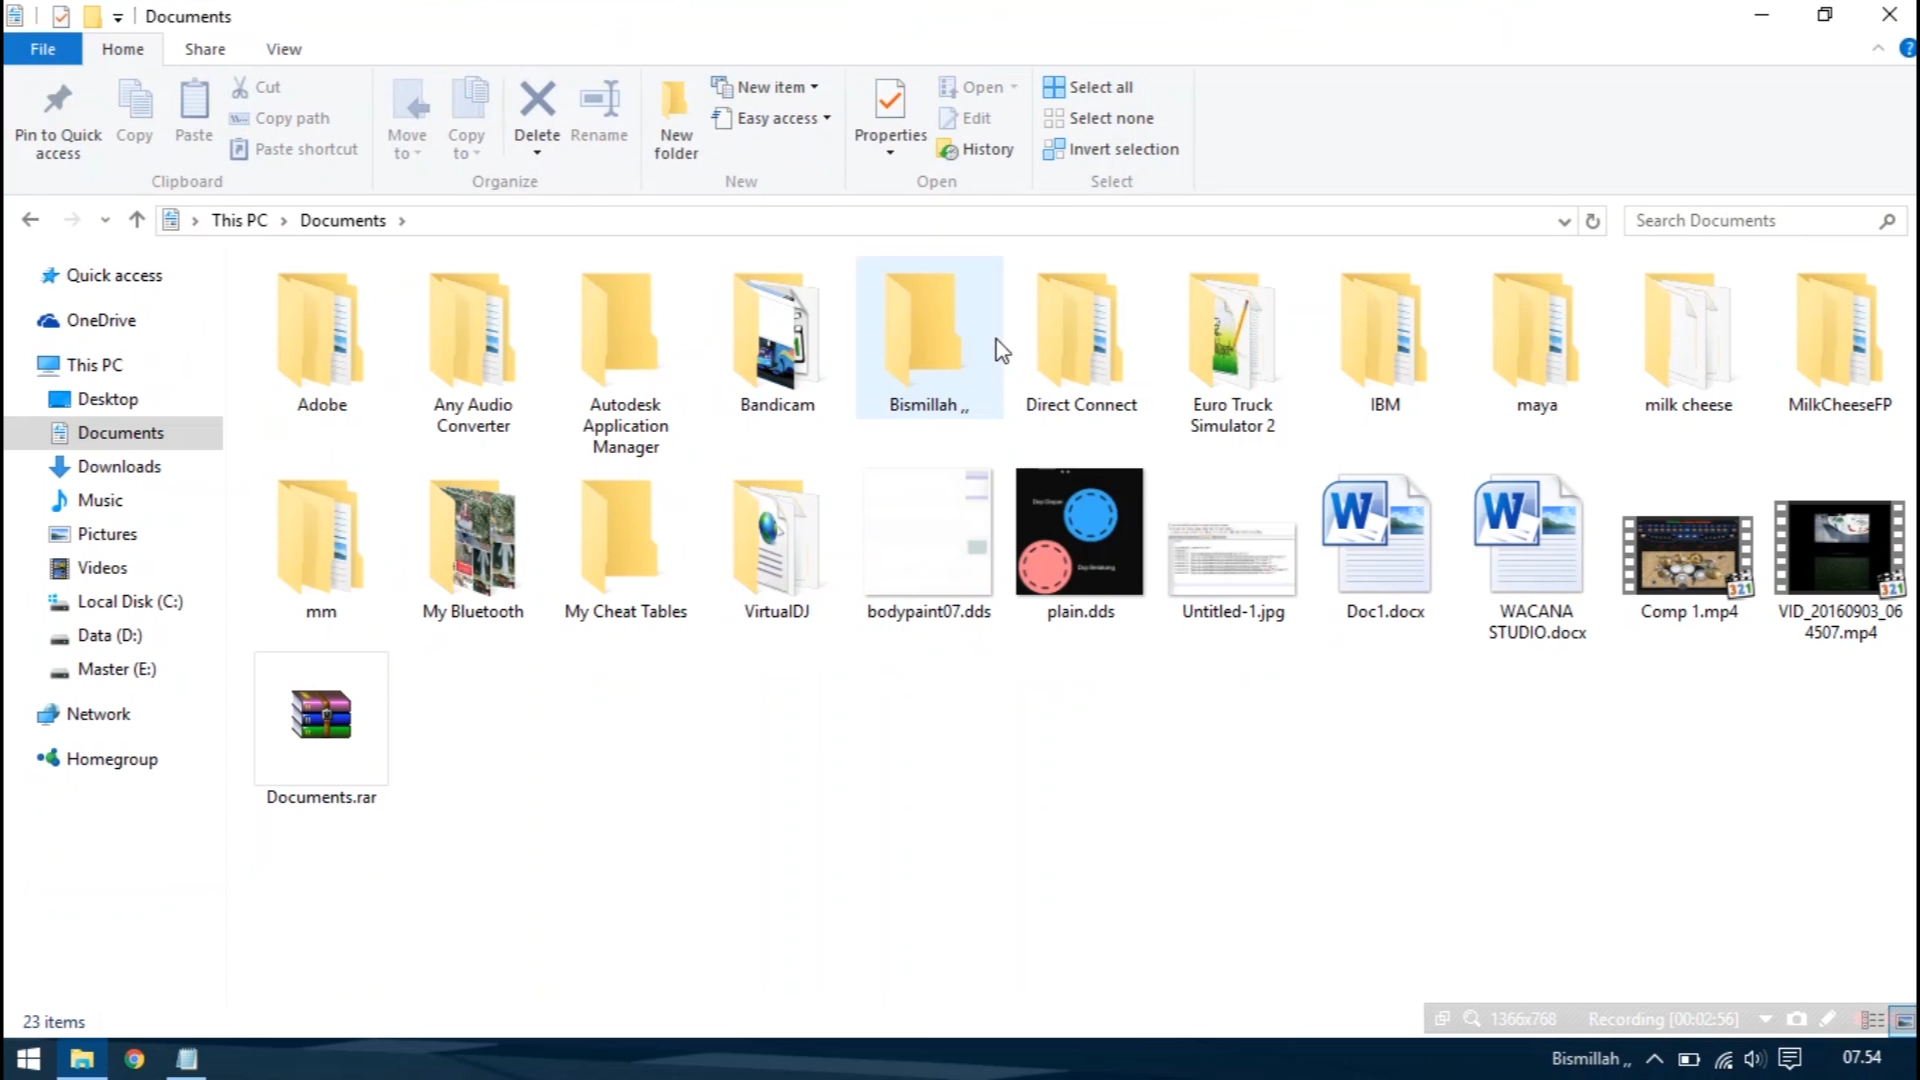 Documents
File Home Share View
Pin to Quick access
Copy
Paste
Cut
Copy path
Paste shortcut
Clipboard
Move to
Copy to
Delete
Rename
Organize
New folder
New item
Easy access
New
Properties
Open
Edit
History
Open
Select all
Select none
Invert selection
Select
This PC > Documents >
Search Documents
Quick access
OneDrive
This PC
Desktop
Documents
Downloads
Music
Pictures
Videos
Local Disk (C:)
Data (D:)
Master (E:)
Network
Homegroup
Adobe
Any Audio
Converter
Autodesk
Application
Manager
Bandicam
Bismillah ,,
Direct Connect
Euro Truck
Simulator 2
IBM
maya
milk cheese
MilkCheeseFP
mm
My Bluetooth
My Cheat Tables
VirtualDJ
bodypaint07.dds
plain.dds
Untitled-1.jpg
Doc1.docx
WACANA
STUDIO.docx
Comp 1.mp4
VID_20160903_06
4507.mp4
Documents.rar
23 items
1366x768 Recording [00:02:56]
Bismillah ,, 07.54